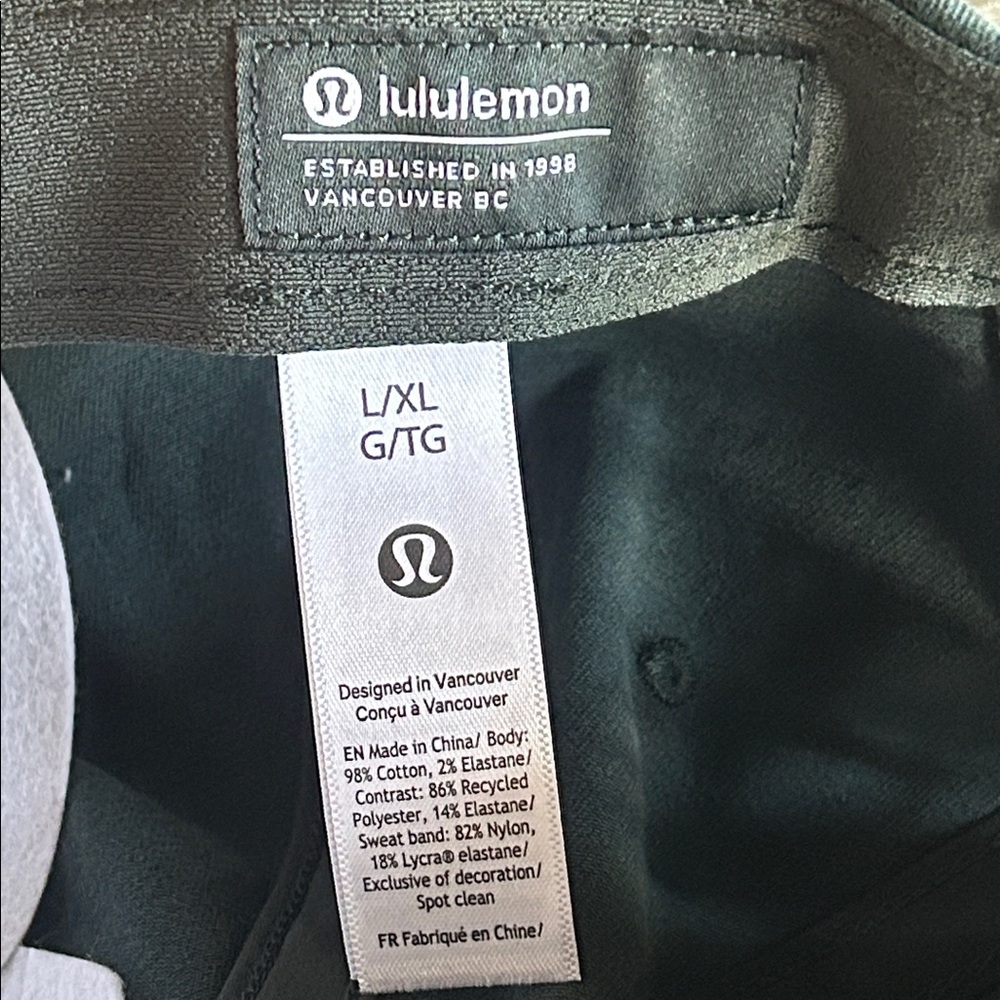 lululemon
ESTABLISHED IN 1998
VANCOUVER BC
L/XL
G/TG
Designed in Vancouver
Conçu à Vancouver
EN Made in China/ Body:
98% Cotton, 2% Elastane/
Contrast: 86% Recycled
Polyester, 14% Elastane/
Sweat band: 82% Nylon,
18% Lycra® elastane/
Exclusive of decoration/
Spot clean
FR Fabriqué en Chine/